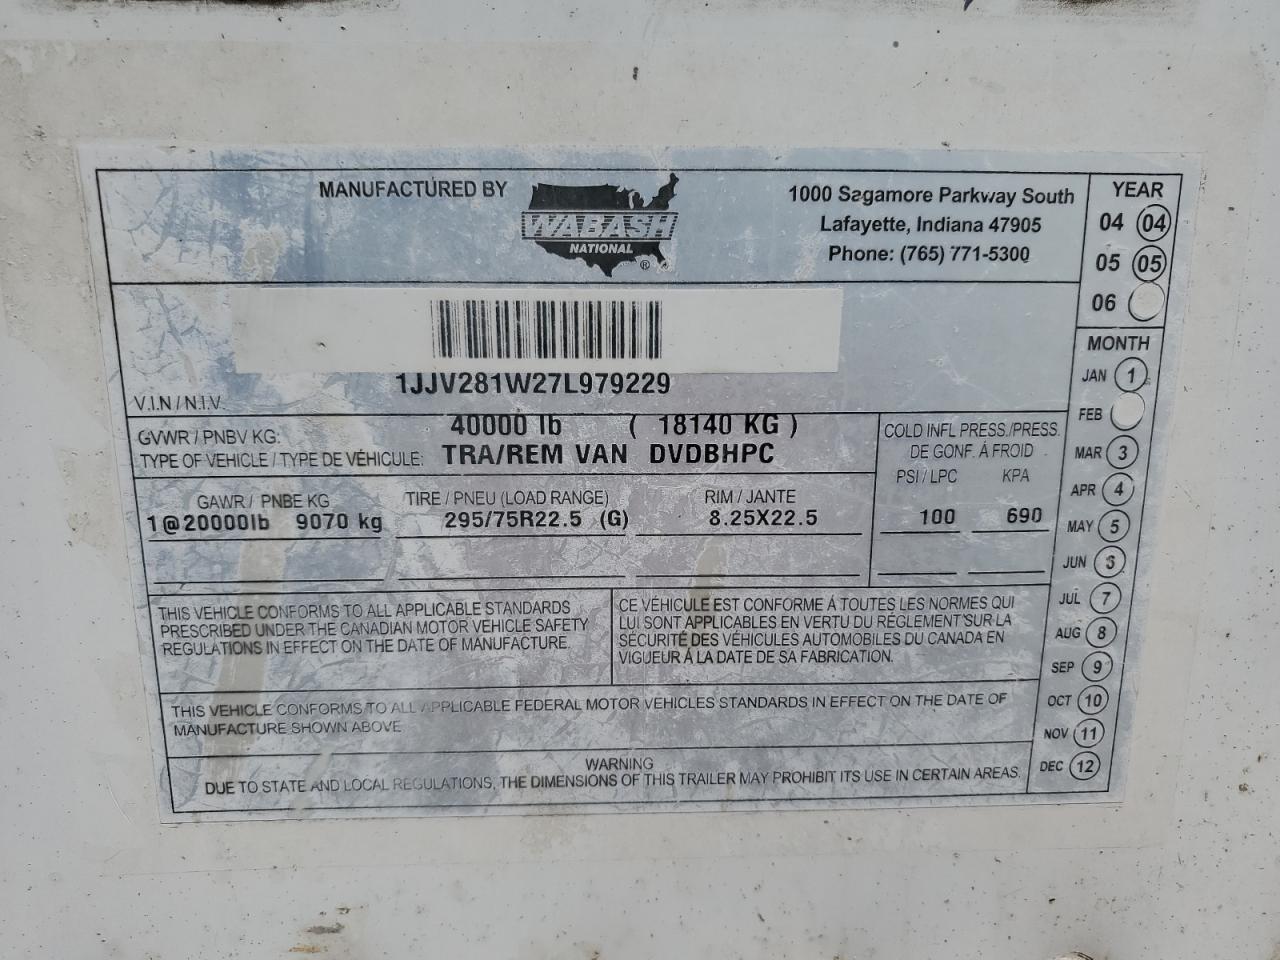 MANUFACTURED BY
WABASH
NATIONAL
®
1000 Sagamore Parkway South
Lafayette, Indiana 47905
Phone: (765) 771-5300
YEAR
04 04
05 05
06
1JJV281W27L979229
V.I.N / N.I.V.
GVWR / PNBV KG: 40000 lb ( 18140 KG )
TYPE OF VEHICLE / TYPE DE VÉHICULE: TRA/REM VAN DVDBHPC
GAWR / PNBE KG TIRE / PNEU (LOAD RANGE) RIM / JANTE
1@20000lb 9070 kg 295/75R22.5 (G) 8.25X22.5
COLD INFL PRESS./PRESS.
DE GONF. À FROID
PSI / LPC KPA
100 690
MONTH
JAN 1
FEB
MAR 3
APR 4
MAY 5
JUN 6
JUL 7
AUG 8
SEP 9
OCT 10
NOV 11
DEC 12
THIS VEHICLE CONFORMS TO ALL APPLICABLE STANDARDS
PRESCRIBED UNDER THE CANADIAN MOTOR VEHICLE SAFETY
REGULATIONS IN EFFECT ON THE DATE OF MANUFACTURE.
CE VÉHICULE EST CONFORME À TOUTES LES NORMES QUI
LUI SONT APPLICABLES EN VERTU DU RÉGLEMENT SUR LA
SÉCURITÉ DES VÉHICULES AUTOMOBILES DU CANADA EN
VIGUEUR À LA DATE DE SA FABRICATION.
THIS VEHICLE CONFORMS TO ALL APPLICABLE FEDERAL MOTOR VEHICLES STANDARDS IN EFFECT ON THE DATE OF
MANUFACTURE SHOWN ABOVE
WARNING
DUE TO STATE AND LOCAL REGULATIONS, THE DIMENSIONS OF THIS TRAILER MAY PROHIBIT ITS USE IN CERTAIN AREAS.